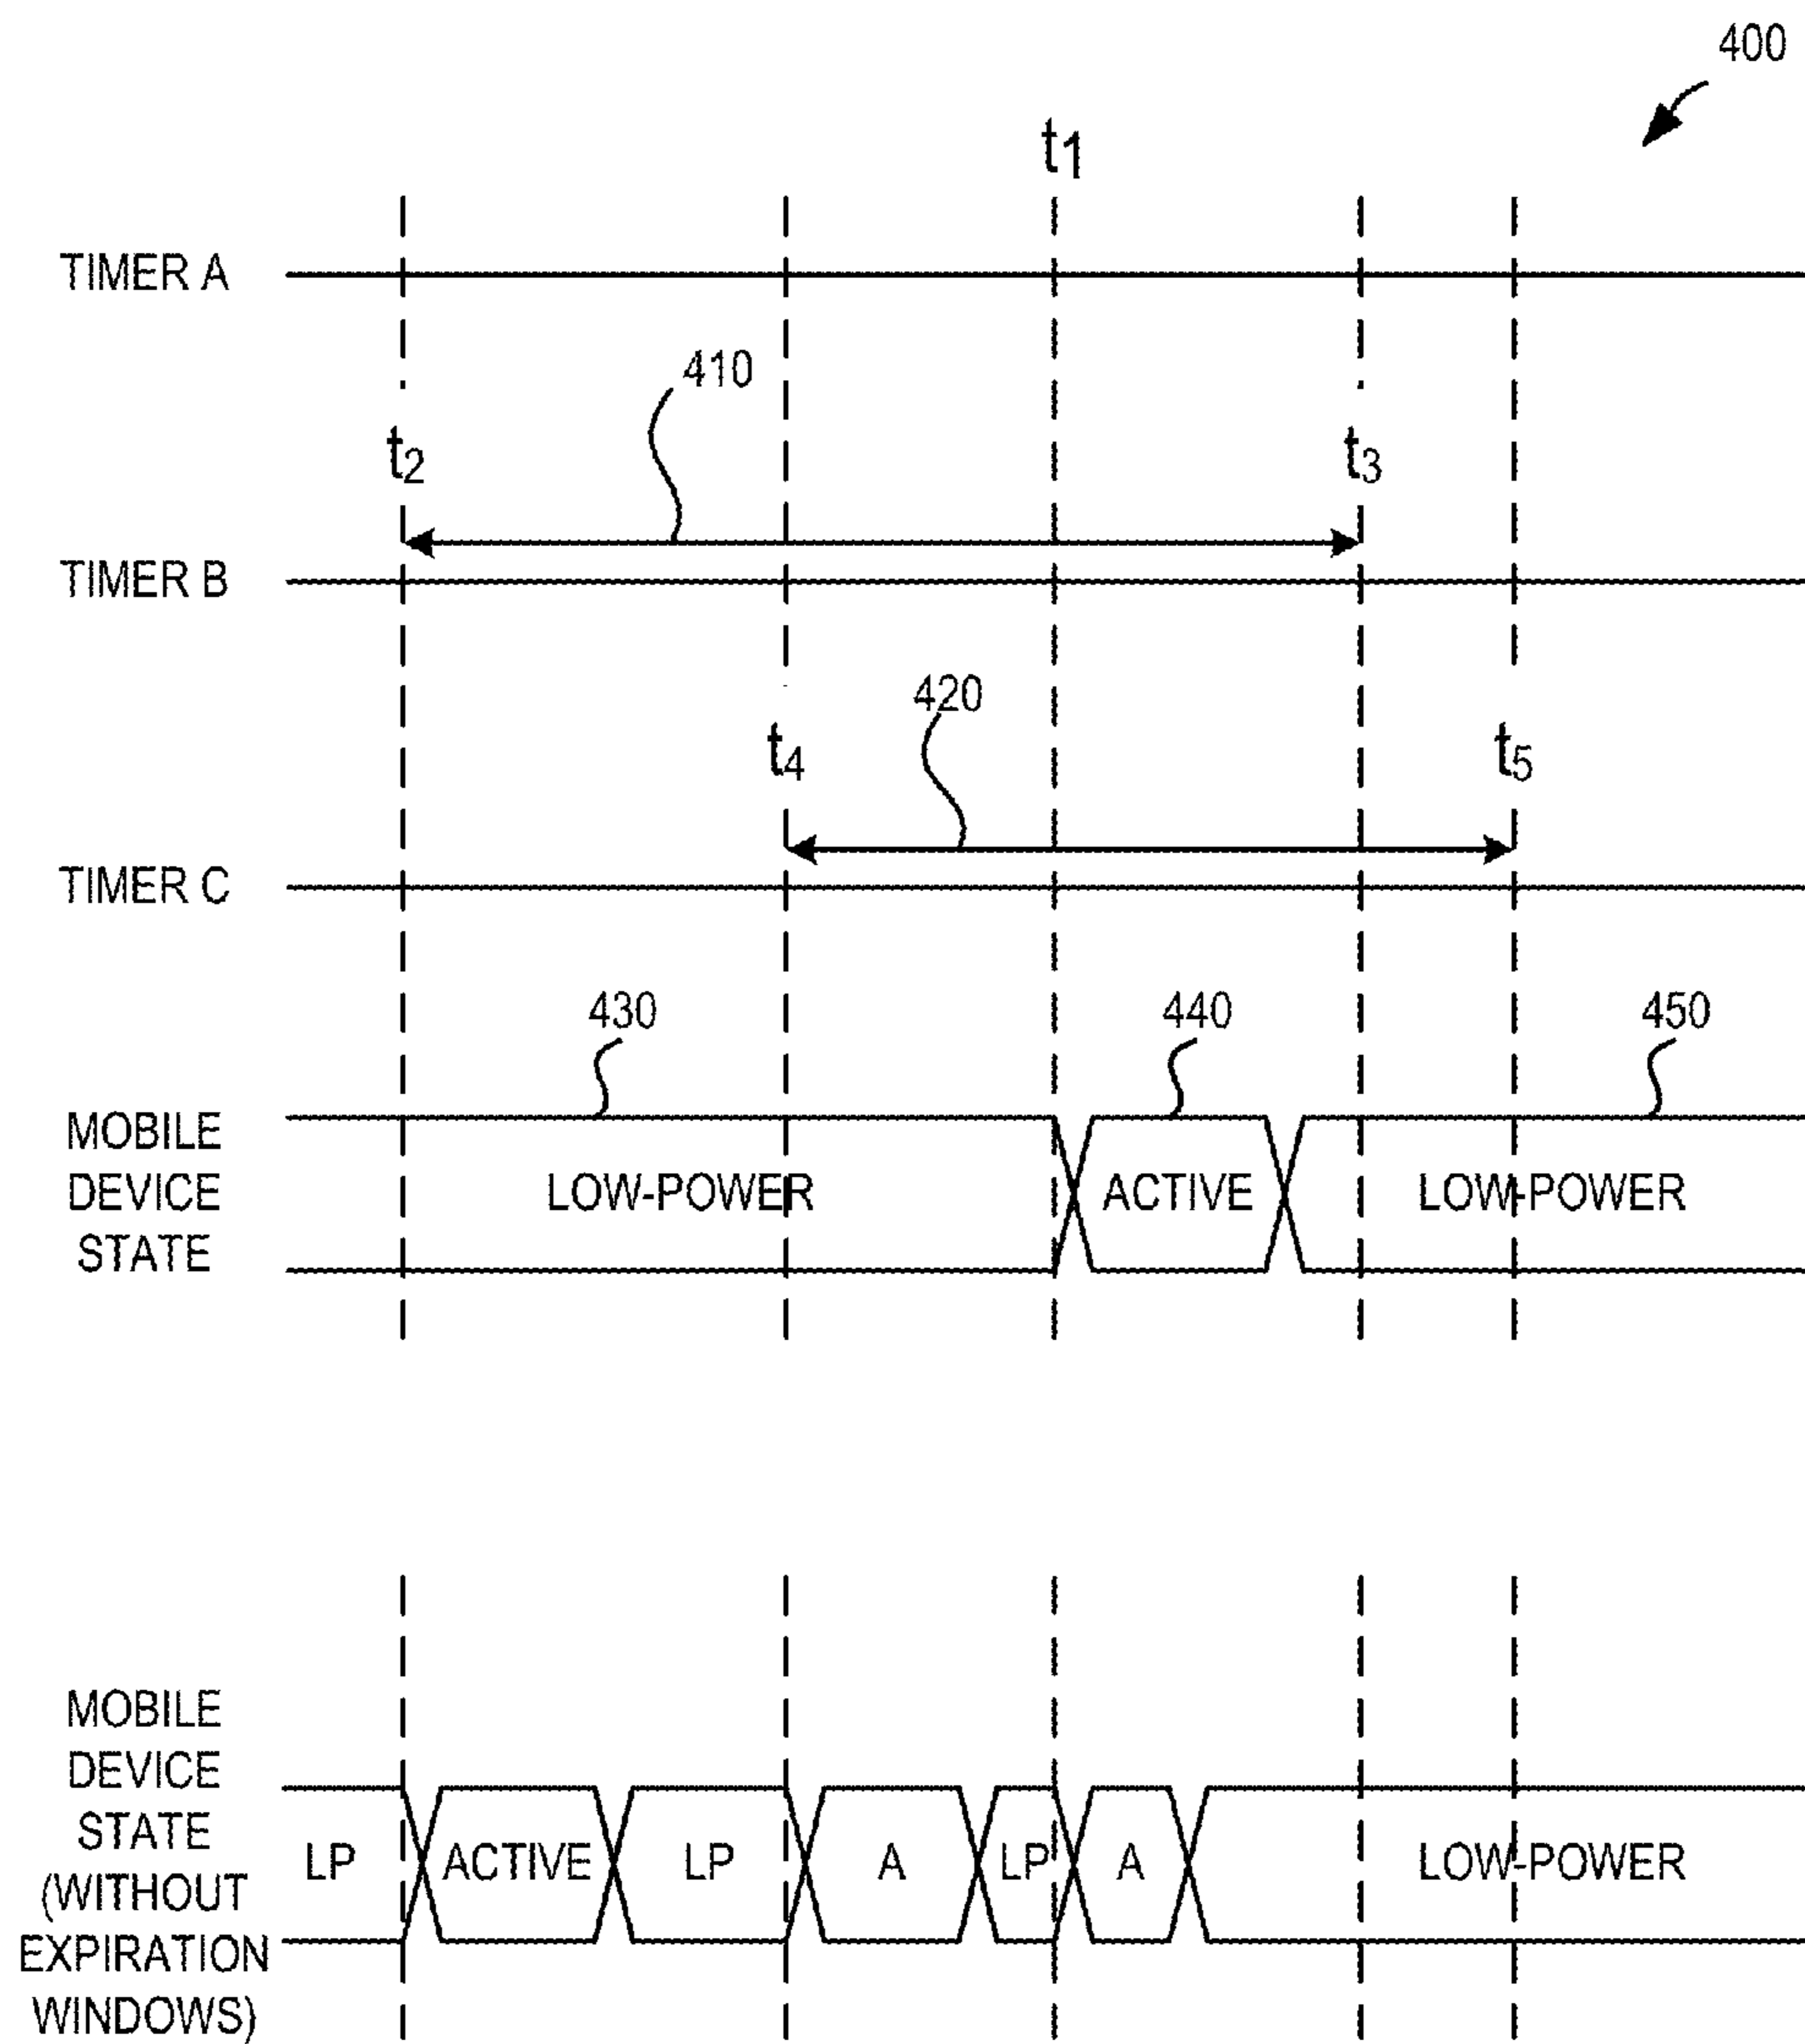 400
t1
TIMER A
410
t2
t3
TIMER B
420
t4
t5
TIMER C
430
440
450
MOBILE
DEVICE
STATE
LOW-POWER
ACTIVE
LOW-POWER
MOBILE
DEVICE
STATE
(WITHOUT
EXPIRATION
WINDOWS)
LP
ACTIVE
LP
A
LP
A
LOW-POWER